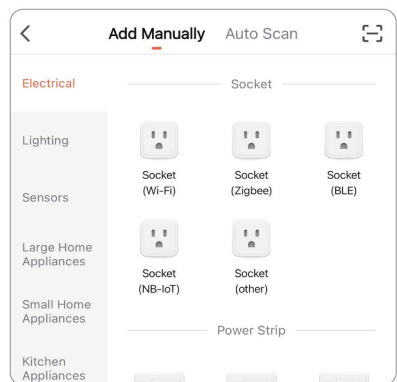 Add Manually Auto Scan
Electrical
Lighting
Sensors
Large Home
Appliances
Small Home
Appliances
Kitchen
Appliances
Socket
Socket
(Wi-Fi)
Socket
(Zigbee)
Socket
(BLE)
Socket
(NB-IoT)
Socket
(other)
Power Strip